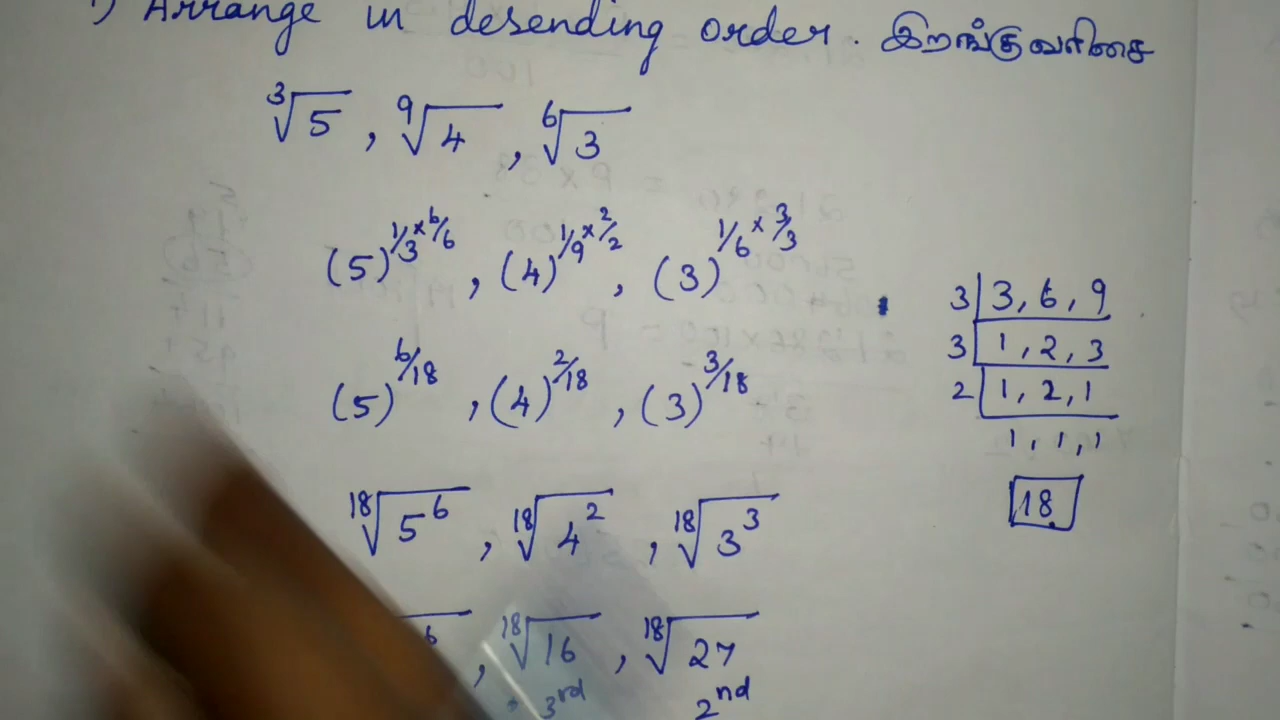 1) Arrange in desending order. இறங்குவரிசை
³√5 , ⁹√4 , ⁶√3
(5)^1/3×6/6 , (4)^1/9×2/2 , (3)^1/6×3/3
(5)^6/18 , (4)^2/18 , (3)^3/18
¹⁸√5⁶ , ¹⁸√4² , ¹⁸√3³
⁶ , ¹⁸√16 , ¹⁸√27
3rd 2nd
3 | 3, 6, 9
3 | 1, 2, 3
2 | 1, 2, 1
1, 1, 1
18